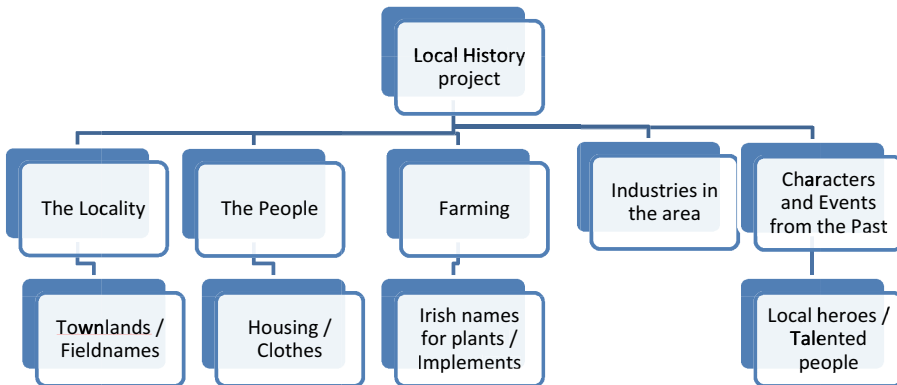 Local History
project
The Locality
The People
Farming
Industries in
the area
Characters
and Events
from the Past
Townlands /
Fieldnames
Housing /
Clothes
Irish names
for plants /
Implements
Local heroes /
Talented
people